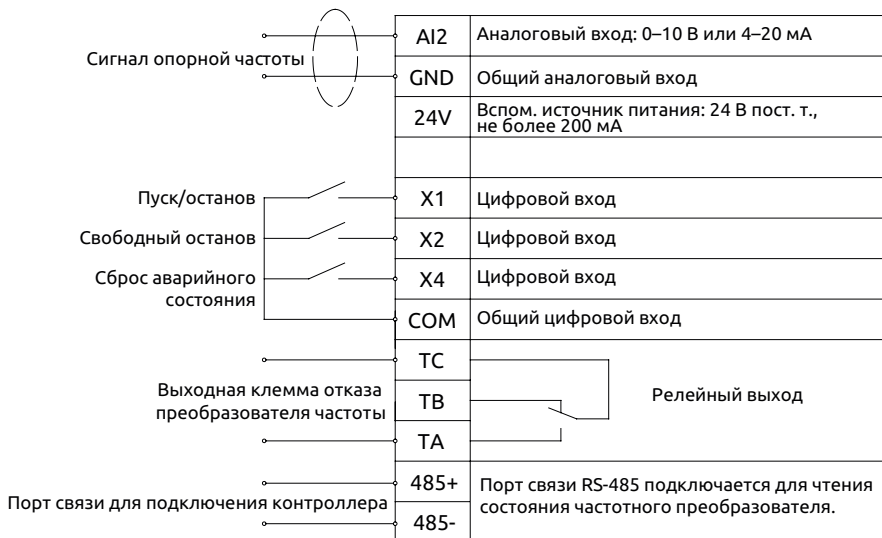 Сигнал опорной частоты
AI2
Аналоговый вход: 0–10 В или 4–20 мА
GND
Общий аналоговый вход
24V
Вспом. источник питания: 24 В пост. т.,
не более 200 мА
Пуск/останов
X1
Цифровой вход
Свободный останов
X2
Цифровой вход
Сброс аварийного
состояния
X4
Цифровой вход
COM
Общий цифровой вход
TC
Выходная клемма отказа
преобразователя частоты
TB
Релейный выход
TA
Порт связи для подключения контроллера
485+
485-
Порт связи RS-485 подключается для чтения
состояния частотного преобразователя.